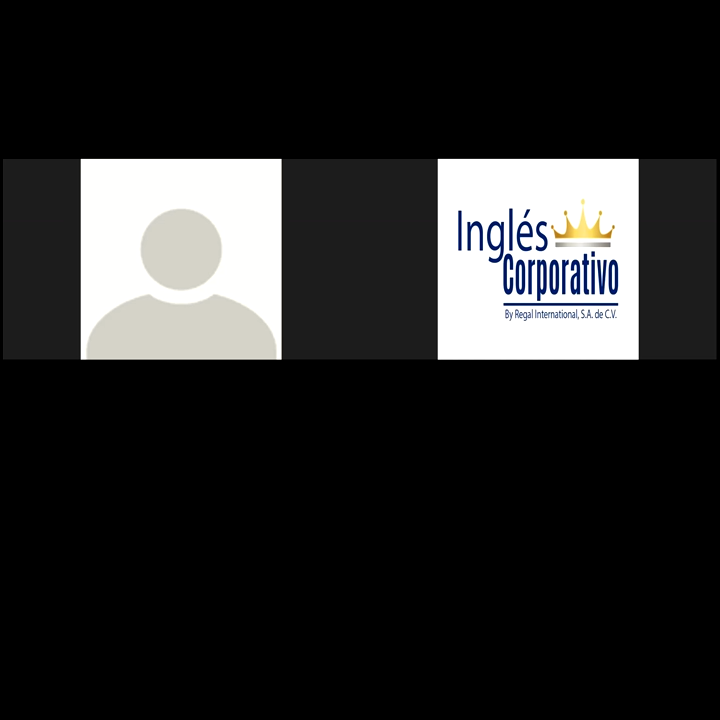 Inglés
Corporativo
By Regal International, S.A. de C.V.